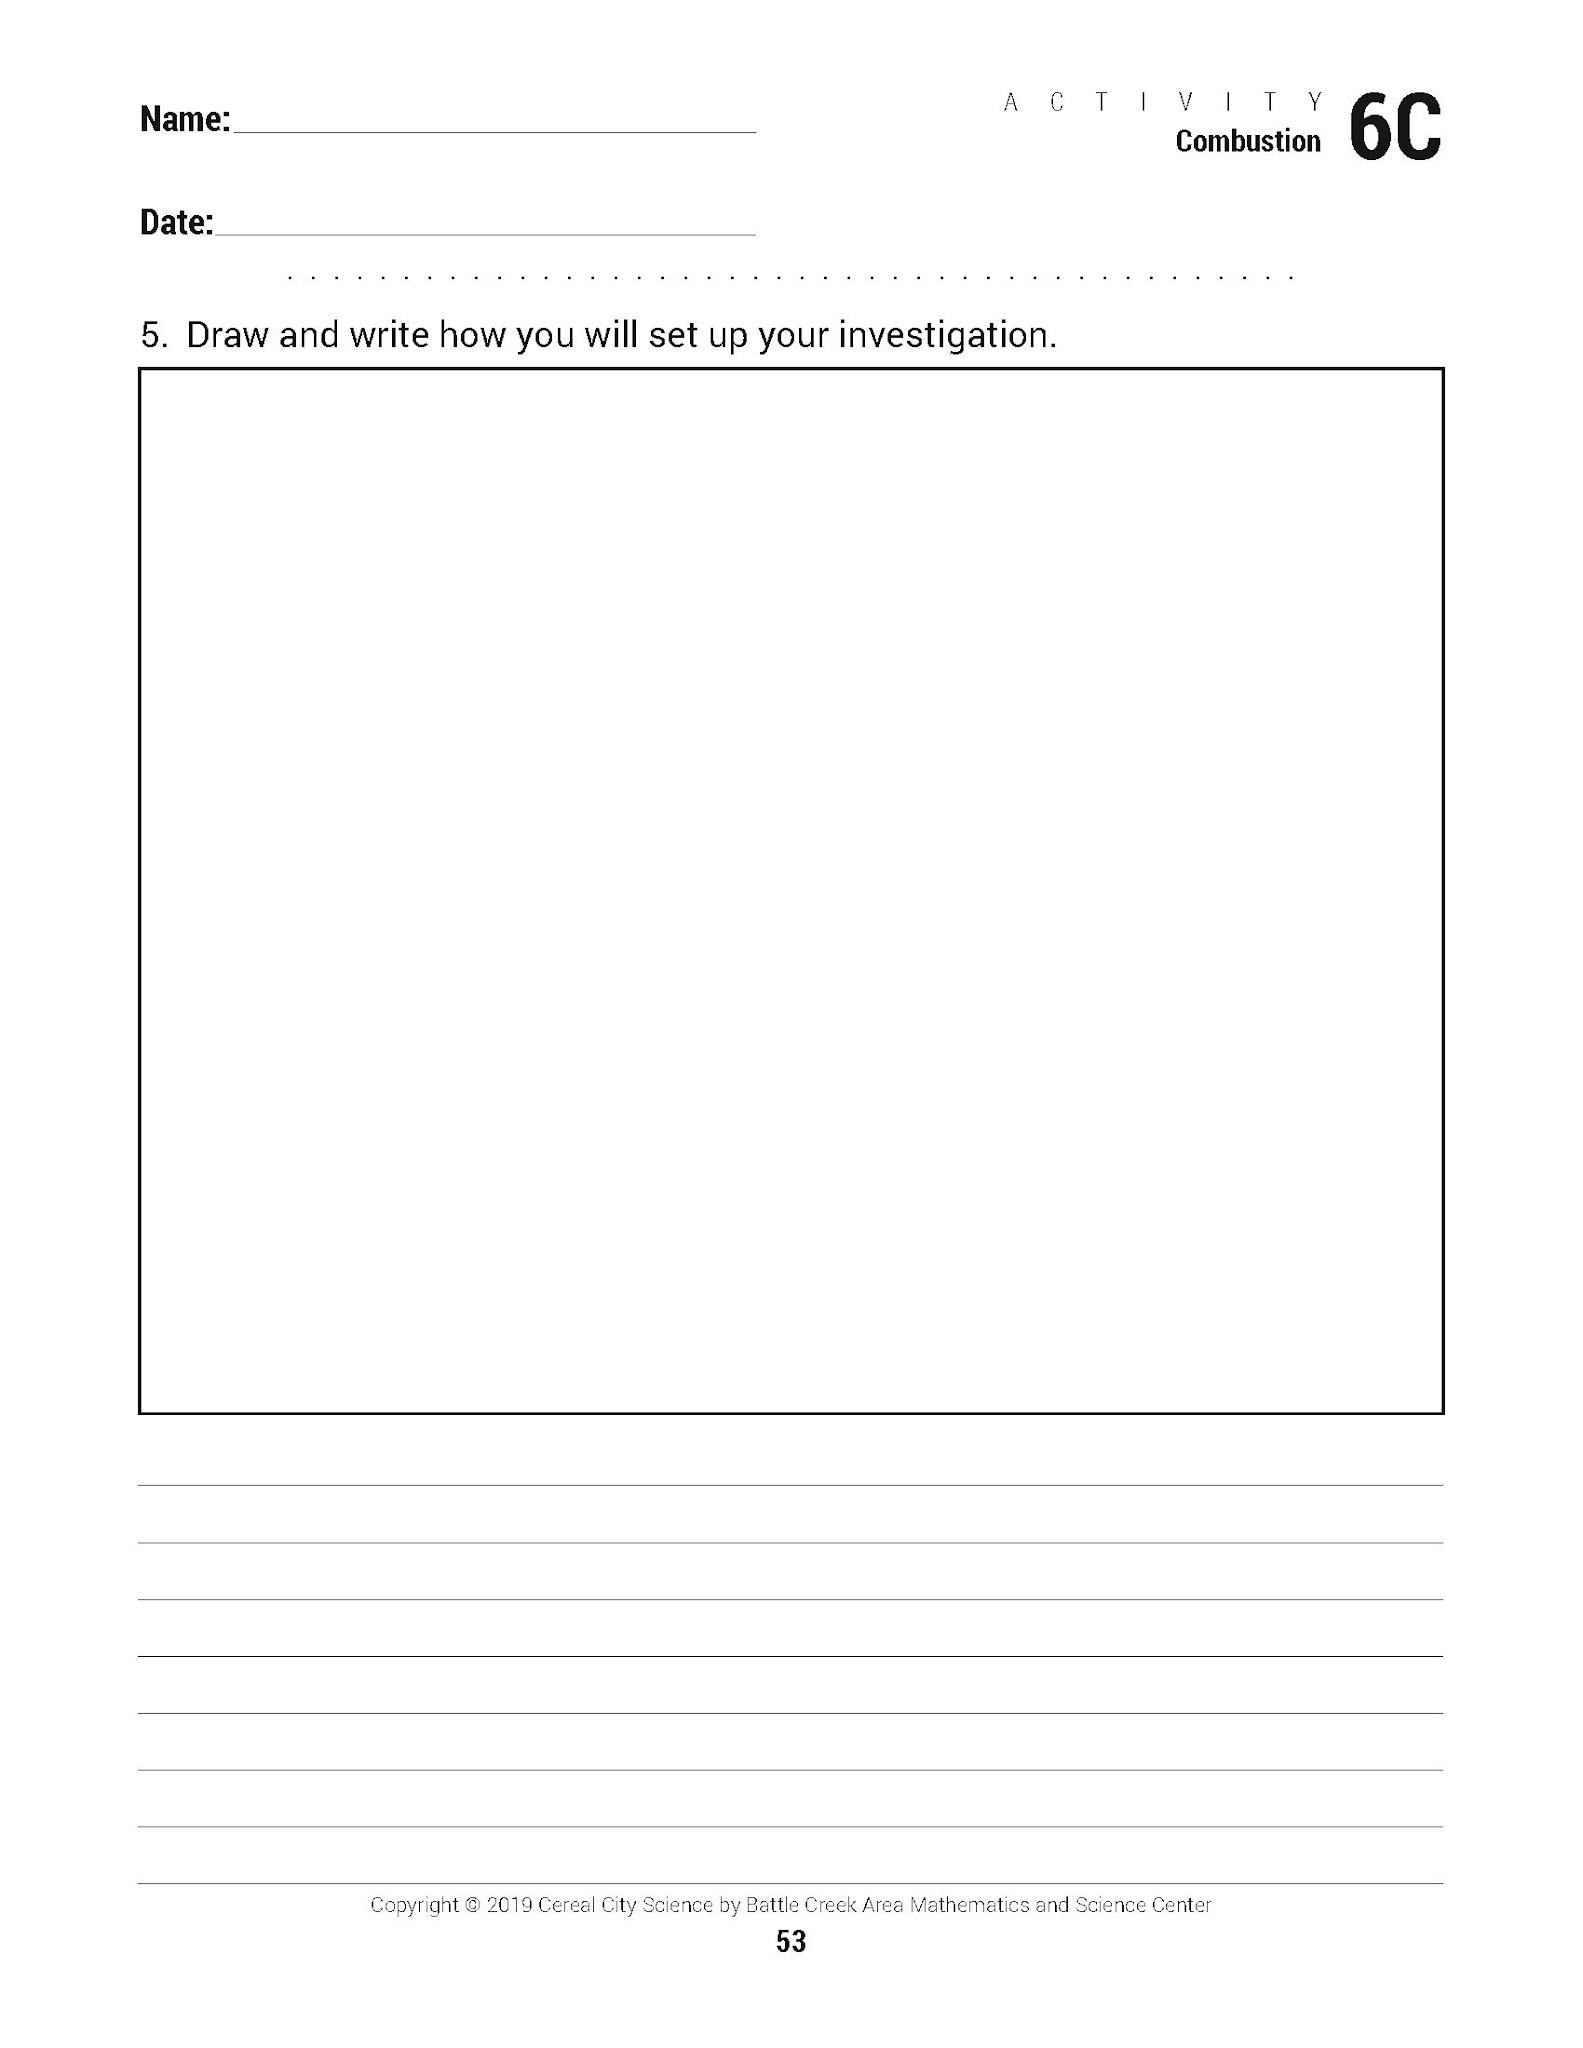 Name:
ACTIVITY
Combustion
6C
Date:
5. Draw and write how you will set up your investigation.
Copyright © 2019 Cereal City Science by Battle Creek Area Mathematics and Science Center
53